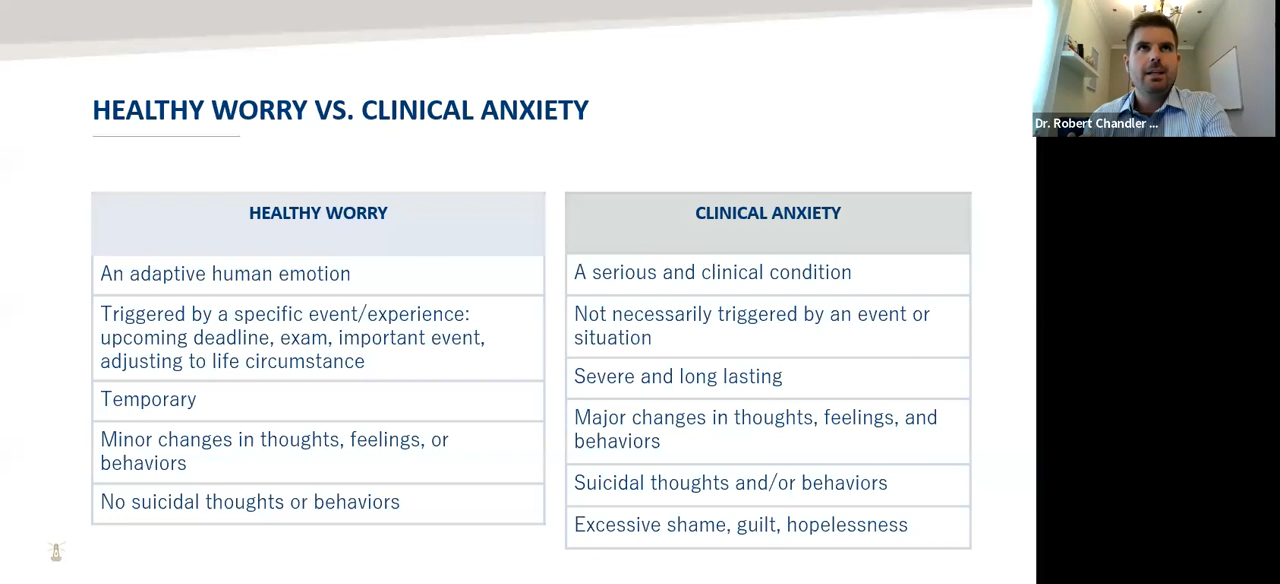 HEALTHY WORRY VS. CLINICAL ANXIETY
HEALTHY WORRY
An adaptive human emotion
Triggered by a specific event/experience:
upcoming deadline, exam, important event,
adjusting to life circumstance
Temporary
Minor changes in thoughts, feelings, or
behaviors
No suicidal thoughts or behaviors
CLINICAL ANXIETY
A serious and clinical condition
Not necessarily triggered by an event or
situation
Severe and long lasting
Major changes in thoughts, feelings, and
behaviors
Suicidal thoughts and/or behaviors
Excessive shame, guilt, hopelessness
Dr. Robert Chandler ...